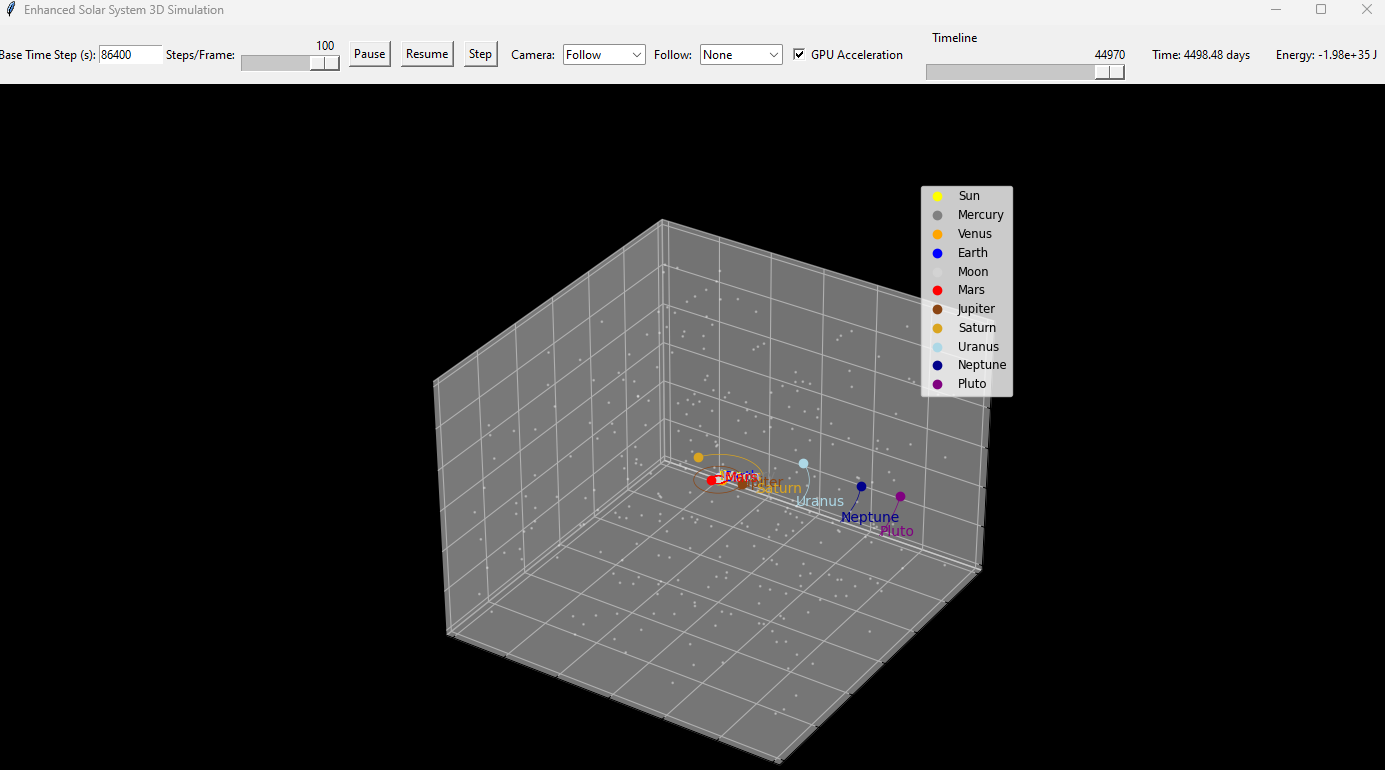 Enhanced Solar System 3D Simulation
Timeline
Base Time Step (s): 86400 Steps/Frame: 100 Pause Resume Step Camera: Follow Follow: None GPU Acceleration 44970 Time: 4498.48 days Energy: -1.98e+35 J
Sun
Mercury
Venus
Earth
Moon
Mars
Jupiter
Saturn
Uranus
Neptune
Pluto
Saturn
Uranus
Neptune
Pluto